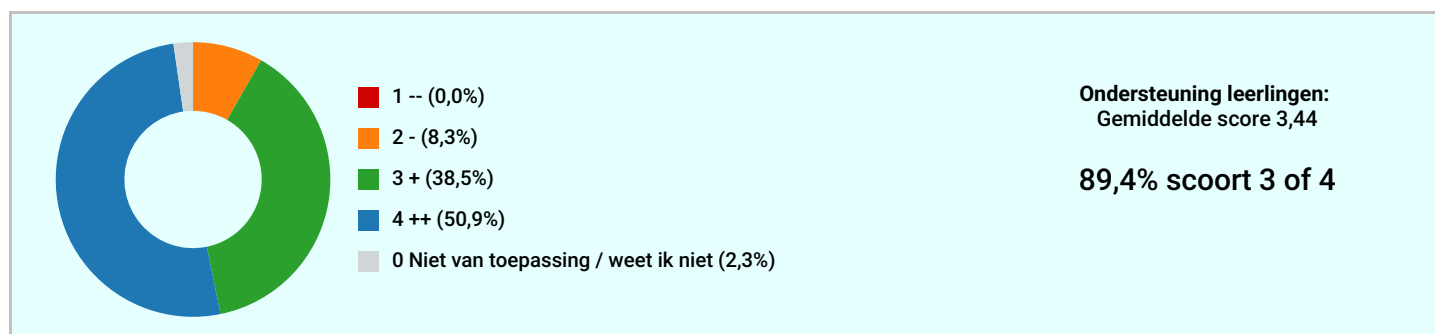 1 -- (0,0%)
2 - (8,3%)
3 + (38,5%)
4 ++ (50,9%)
0 Niet van toepassing / weet ik niet (2,3%)
Ondersteuning leerlingen:
Gemiddelde score 3,44
89,4% scoort 3 of 4